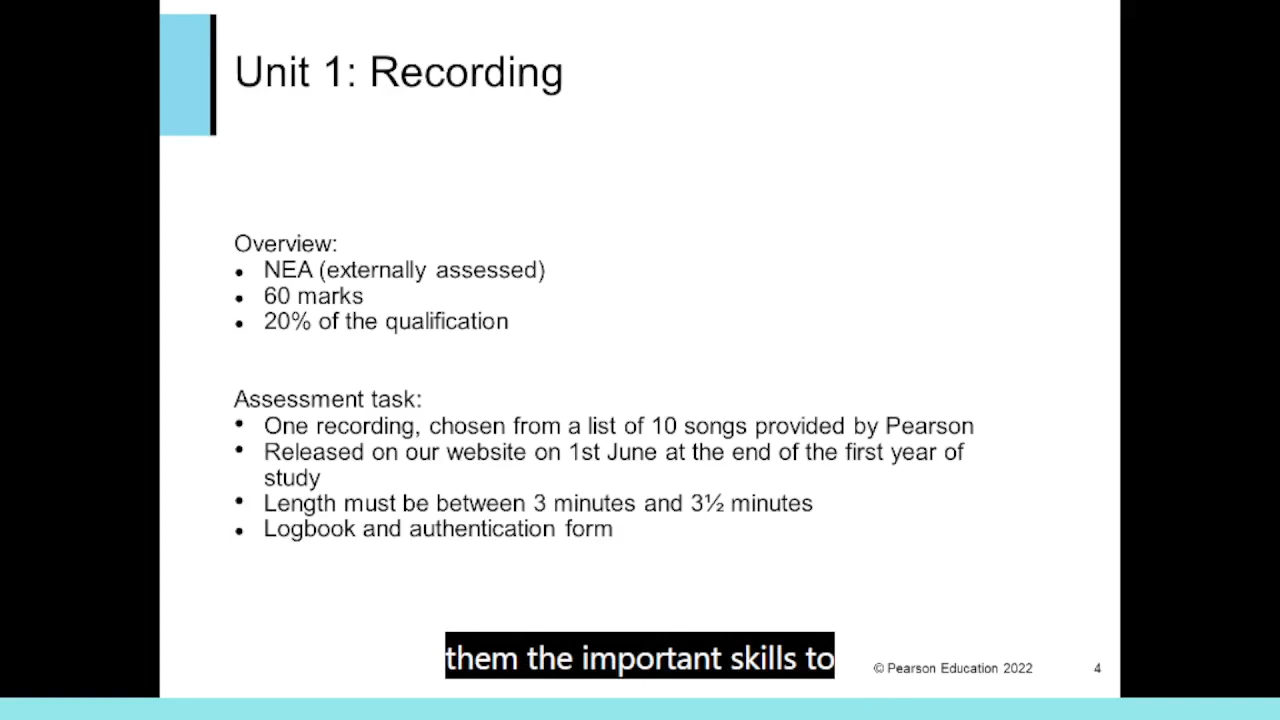 Unit 1: Recording
Overview:
• NEA (externally assessed)
• 60 marks
• 20% of the qualification
Assessment task:
• One recording, chosen from a list of 10 songs provided by Pearson
• Released on our website on 1st June at the end of the first year of
study
• Length must be between 3 minutes and 3½ minutes
• Logbook and authentication form
them the important skills to
© Pearson Education 2022
4